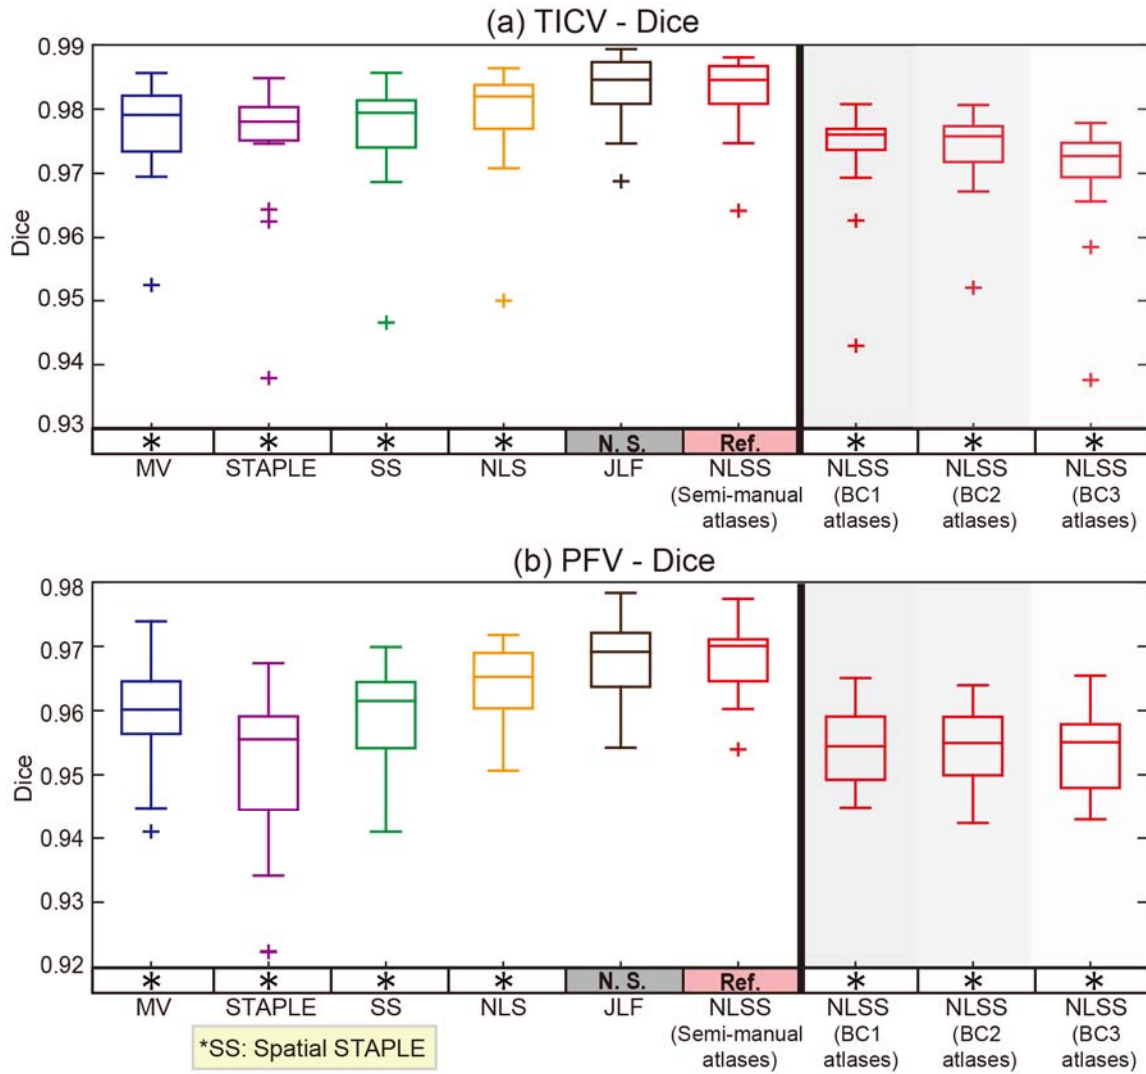 (a) TICV - Dice
0.99
0.98
0.97
0.96
0.95
0.94
0.93
Dice
* * * * N. S. Ref. * * *
MV STAPLE SS NLS JLF NLSS NLSS NLSS NLSS
(Semi-manual (BC1 (BC2 (BC3
atlases) atlases) atlases) atlases)
(b) PFV - Dice
0.98
0.97
0.96
0.95
0.94
0.93
0.92
Dice
* * * * N. S. Ref. * * *
MV STAPLE SS NLS JLF NLSS NLSS NLSS NLSS
(Semi-manual (BC1 (BC2 (BC3
atlases) atlases) atlases) atlases)
*SS: Spatial STAPLE